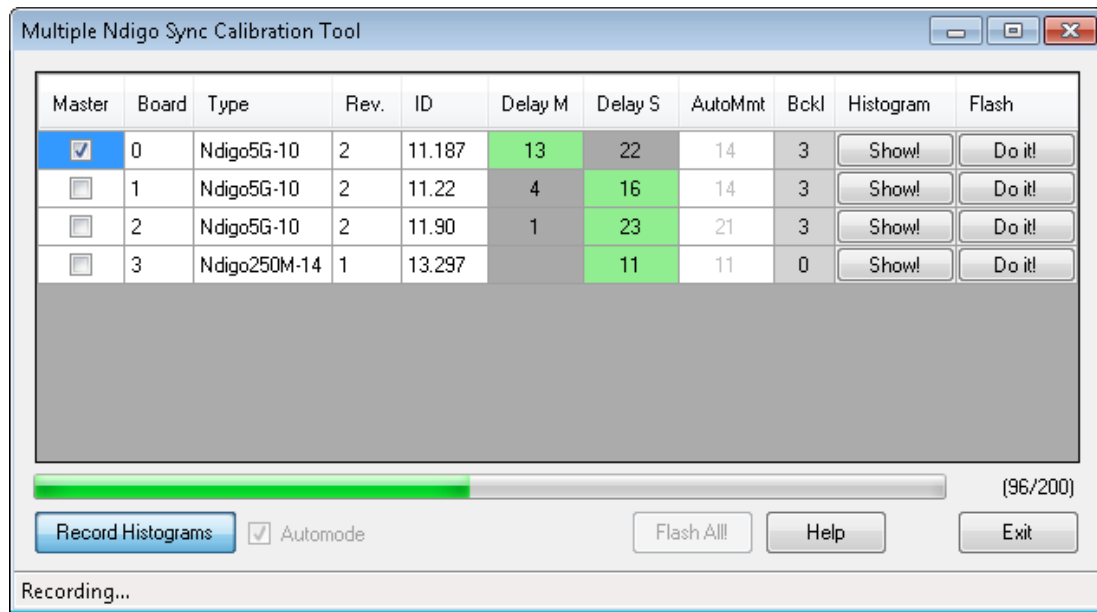 Multiple Ndigo Sync Calibration Tool
Master Board Type Rev. ID Delay M Delay S AutoMmt Bckl Histogram Flash
0 Ndigo5G-10 2 11.187 13 22 14 3 Show! Do it!
1 Ndigo5G-10 2 11.22 4 16 14 3 Show! Do it!
2 Ndigo5G-10 2 11.90 1 23 21 3 Show! Do it!
3 Ndigo250M-14 1 13.297 11 11 0 Show! Do it!
(96/200)
Record Histograms Automode Flash All! Help Exit
Recording...